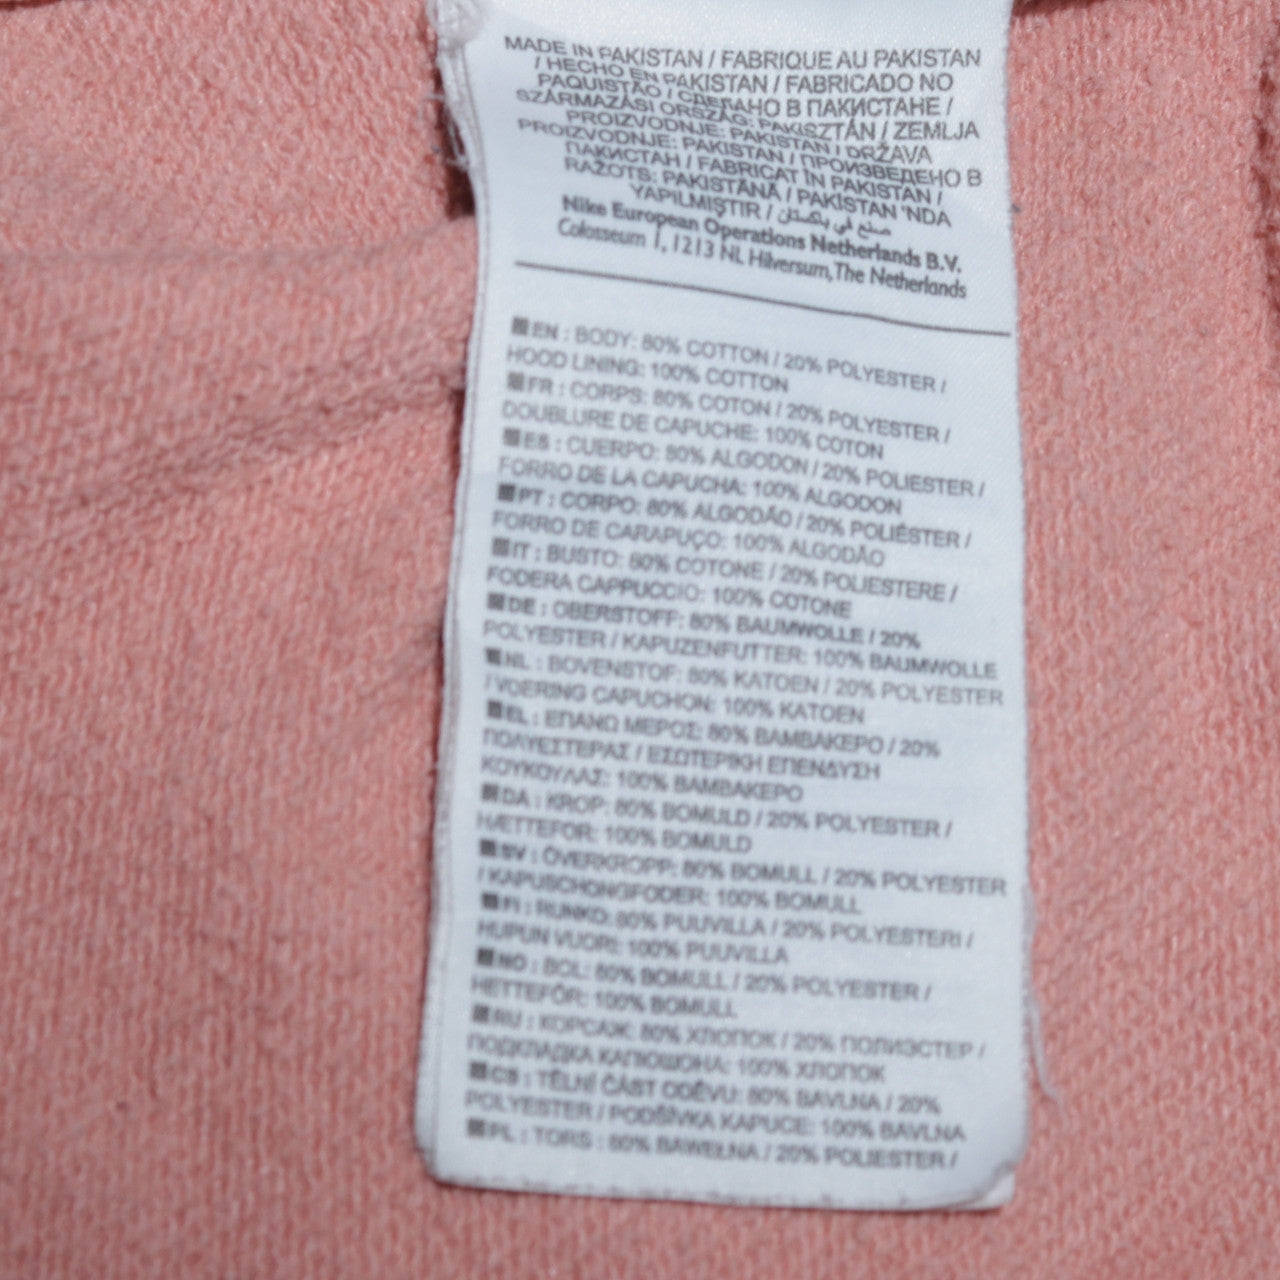 MADE IN PAKISTAN / FABRIQUE AU PAKISTAN
/ HECHO EN PAKISTAN / FABRICADO NO
PAQUISTÃO / СДЕЛАНО В ПАКИСТАНЕ /
SZÁRMAZÁSI ORSZÁG: PAKISZTÁN / ZEMLJA
PROIZVODNJE: PAKISTAN / DRŽAVA
PROIZVODNJE: PAKISTAN / ПРОИЗВЕДЕНО В
ПАКИСТАН / FABRICAT ÎN PAKISTAN /
RAŽOTS: PAKISTĀNĀ / PAKİSTAN 'NDA
YAPILMIŞTIR / صنع في باكستان
Nike European Operations Netherlands B.V.
Colosseum 1, 1213 NL Hilversum, The Netherlands
EN : BODY: 80% COTTON / 20% POLYESTER /
HOOD LINING: 100% COTTON
FR : CORPS: 80% COTON / 20% POLYESTER /
DOUBLURE DE CAPUCHE: 100% COTON
ES : CUERPO: 80% ALGODON / 20% POLIESTER /
FORRO DE LA CAPUCHA: 100% ALGODON
PT : CORPO: 80% ALGODÃO / 20% POLIÉSTER /
FORRO DE CARAPUÇO: 100% ALGODÃO
IT : BUSTO: 80% COTONE / 20% POLIESTERE /
FODERA CAPPUCCIO: 100% COTONE
DE : OBERSTOFF: 80% BAUMWOLLE / 20%
POLYESTER / KAPUZENFUTTER: 100% BAUMWOLLE
NL : BOVENSTOF: 80% KATOEN / 20% POLYESTER
/ VOERING CAPUCHON: 100% KATOEN
EL : ΕΠΑΝΩ ΜΕΡΟΣ: 80% ΒΑΜΒΑΚΕΡΟ / 20%
ΠΟΛΥΕΣΤΕΡΑΣ / ΕΣΩΤΕΡΙΚΗ ΕΠΕΝΔΥΣΗ
ΚΟΥΚΟΥΛΑΣ: 100% ΒΑΜΒΑΚΕΡΟ
DA : KROP: 80% BOMULD / 20% POLYESTER /
HÆTTEFOR: 100% BOMULD
SV : ÖVERKROPP: 80% BOMULL / 20% POLYESTER
/ KAPUSCHONGFODER: 100% BOMULL
FI : RUNKO: 80% PUUVILLA / 20% POLYESTERI /
HUPUN VUORI: 100% PUUVILLA
NO : BOL: 80% BOMULL / 20% POLYESTER /
HETTEFÔR: 100% BOMULL
RU : КОРСАЖ: 80% ХЛОПОК / 20% ПОЛИЭСТЕР /
ПОДКЛАДКА КАПЮШОНА: 100% ХЛОПОК
CS : TĚLNÍ ČÁST ODĚVU: 80% BAVLNA / 20%
POLYESTER / PODŠÍVKA KAPUCE: 100% BAVLNA
PL : TORS : 80% BAWEŁNA / 20% POLIESTER /